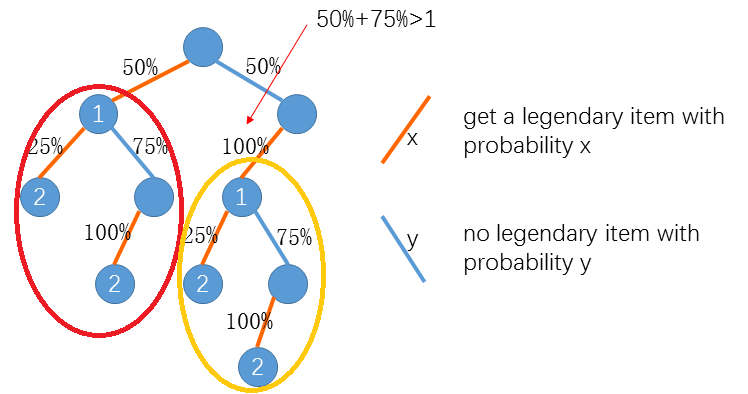 50%+75%>1
50%
50%
1
25%
75%
100%
2
100%
1
2
25%
75%
2
100%
2
x
get a legendary item with
probability x
y
no legendary item with
probability y